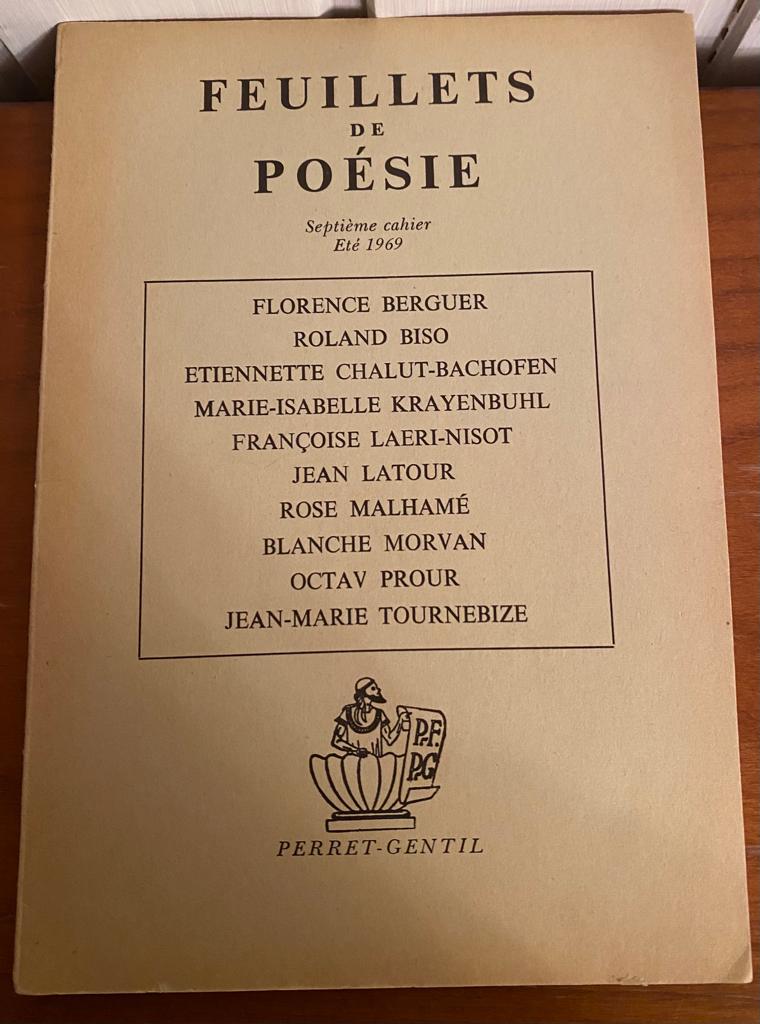 FEUILLETS
DE
POÉSIE
Septième cahier
Eté 1969
FLORENCE BERGUER
ROLAND BISO
ETIENNETTE CHALUT-BACHOFEN
MARIE-ISABELLE KRAYENBUHL
FRANÇOISE LAERI-NISOT
JEAN LATOUR
ROSE MALHAMÉ
BLANCHE MORVAN
OCTAV PROUR
JEAN-MARIE TOURNEBIZE
P.F.
P.G
PERRET-GENTIL